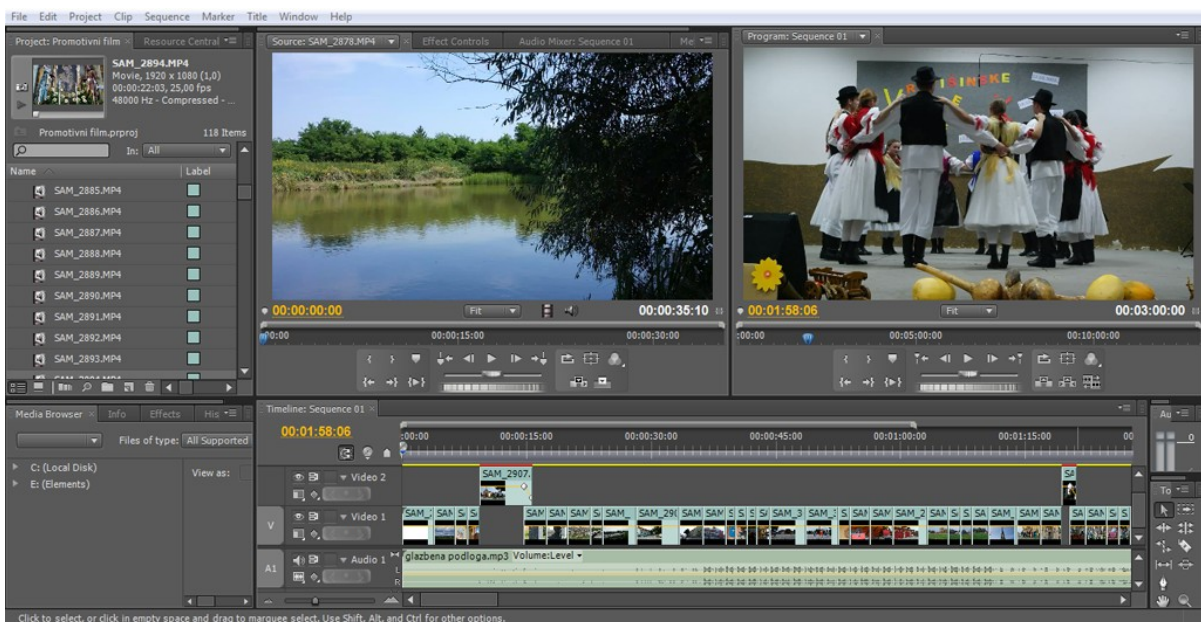 File Edit Project Clip Sequence Marker Title Window Help
Project: Promotivni film × Resource Central
SAM_2894.MP4
Movie, 1920 x 1080 (1,0)
00:00:22:03, 25,00 fps
48000 Hz - Compressed - ...
Promotivni film.prproj 118 Items
In: All
Name Label
SAM_2885.MP4
SAM_2886.MP4
SAM_2887.MP4
SAM_2888.MP4
SAM_2889.MP4
SAM_2890.MP4
SAM_2891.MP4
SAM_2892.MP4
SAM_2893.MP4
Source: SAM_2878.MP4 Effect Controls Audio Mixer: Sequence 01
00:00:00:00 Fit 00:00:35:10
00:00 00:00:15:00 00:00:30:00
Program: Sequence 01
00:01:58:06 Fit 00:03:00:00
:00:00 00:05:00:00 00:10:00:00
Media Browser × Info Effects His
Files of type: All Supported
C: (Local Disk)
E: (Elements)
View as:
Timeline: Sequence 01 ×
00:01:58:06
:00:00 00:00:15:00 00:00:30:00 00:00:45:00 00:01:00:00 00:01:15:00 00
Video 2 SAM_2907. SA
V Video 1
A1 Audio 1 glazbena podloga.mp3 Volume:Level
L
R
Au
0
To
Click to select, or click in empty space and drag to marquee select. Use Shift, Alt, and Ctrl for other options.